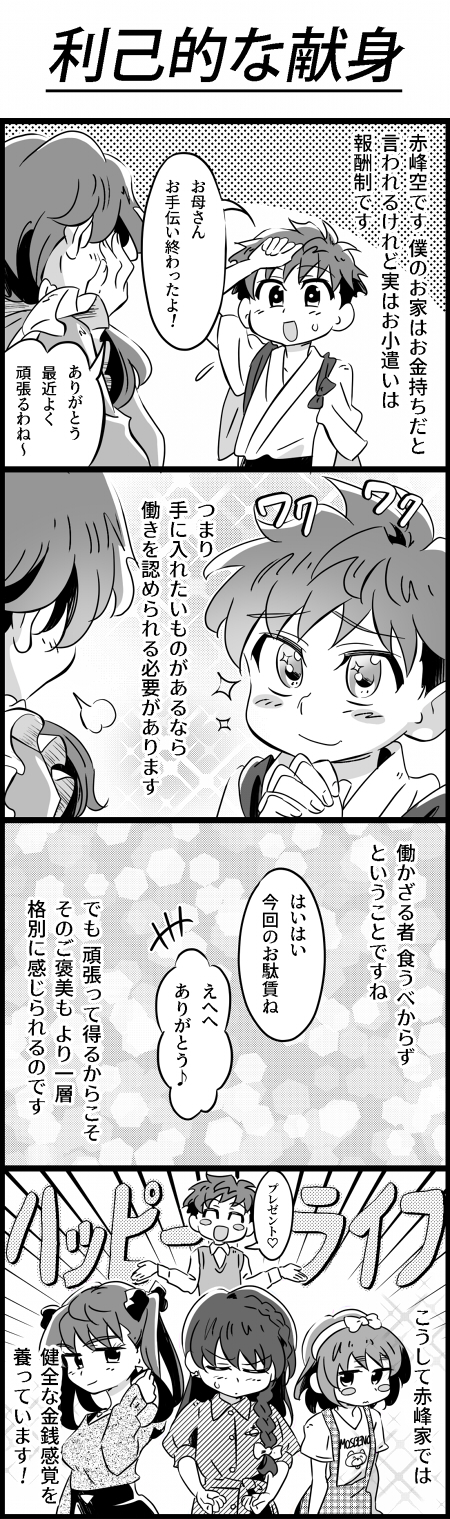 利己的な献身
赤峰空です 僕のお家はお金持ちだと
言われるけれど実はお小遣いは
報酬制です
お母さん
お手伝い終わったよ！
ありがとう
最近よく
頑張るわね～
ワクワク
つまり
手に入れたいものがあるなら
働きを認められる必要があります
働かざる者 食うべからず
ということですね
はいはい
今回のお駄賃ね
えへへ
ありがとう♪
でも 頑張って得るからこそ
そのご褒美も より一層
格別に感じられるのです
ハッピーライフ
プレゼント♡
こうして赤峰家では
健全な金銭感覚を
養っています！
MOSCENO